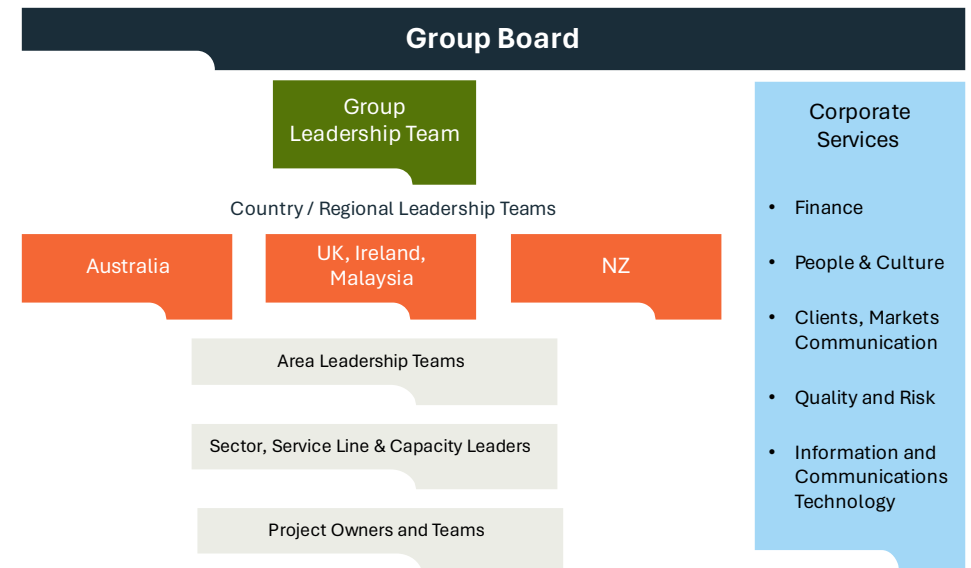 Group Board
Group
Leadership Team
Country / Regional Leadership Teams
Australia
UK, Ireland,
Malaysia
NZ
Area Leadership Teams
Sector, Service Line & Capacity Leaders
Project Owners and Teams
Corporate
Services
• Finance
• People & Culture
• Clients, Markets
Communication
• Quality and Risk
• Information and
Communications
Technology